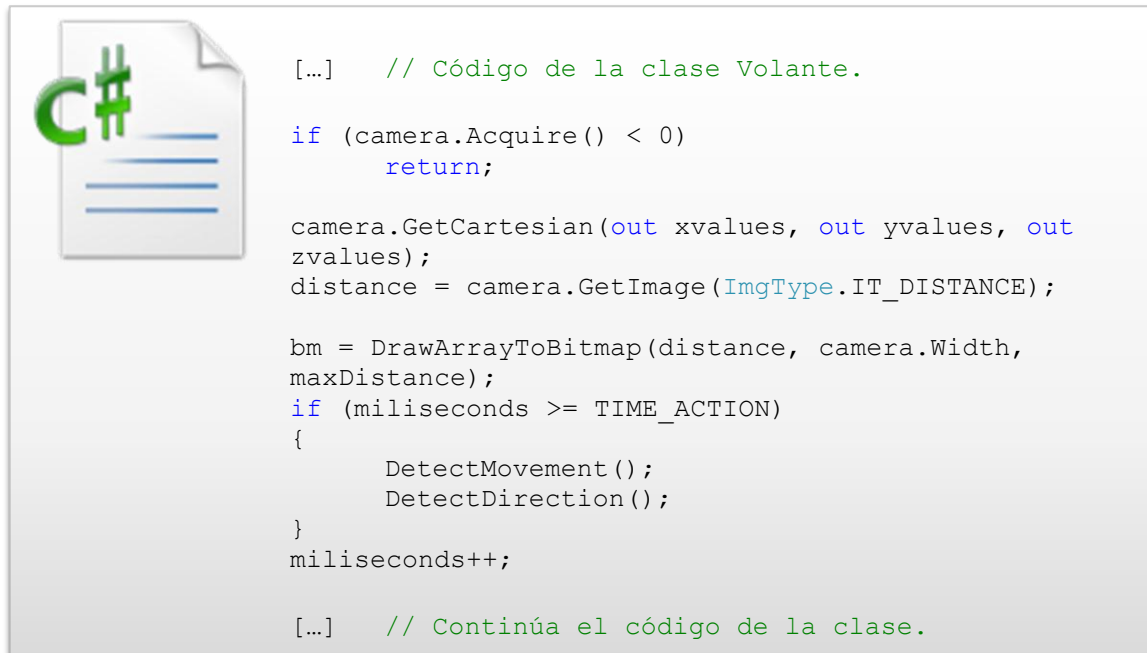 C#
[…] // Código de la clase Volante.
if (camera.Acquire() < 0)
return;
camera.GetCartesian(out xvalues, out yvalues, out
zvalues);
distance = camera.GetImage(ImgType.IT_DISTANCE);
bm = DrawArrayToBitmap(distance, camera.Width,
maxDistance);
if (miliseconds >= TIME_ACTION)
{
DetectMovement();
DetectDirection();
}
miliseconds++;
[…] // Continúa el código de la clase.